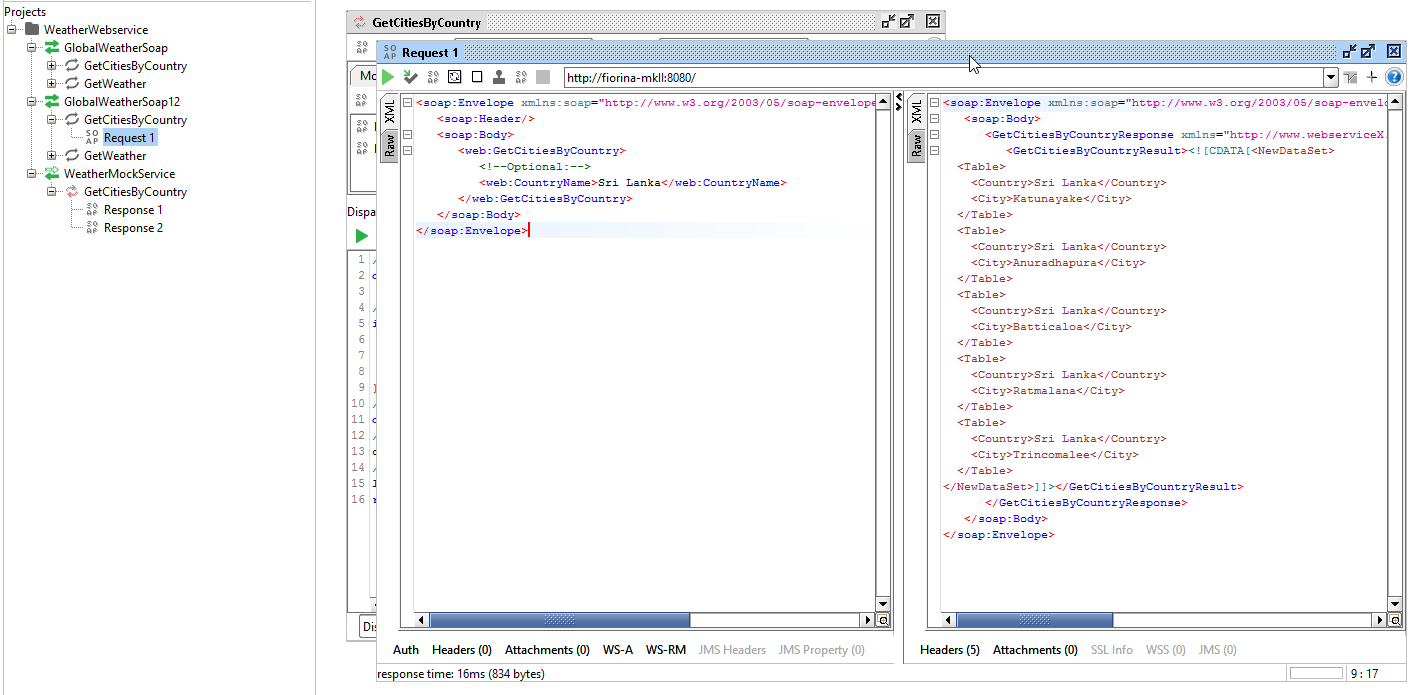 Projects
WeatherWebservice
GlobalWeatherSoap
GetCitiesByCountry
GetWeather
GlobalWeatherSoap12
GetCitiesByCountry
Request 1
GetWeather
WeatherMockService
GetCitiesByCountry
Response 1
Response 2
GetCitiesByCountry
Request 1
http://fiorina-mkll:8080/
XML
Raw
<soap:Envelope xmlns:soap="http://www.w3.org/2003/05/soap-envelope
<soap:Header/>
<soap:Body>
<web:GetCitiesByCountry>
<!--Optional:-->
<web:CountryName>Sri Lanka</web:CountryName>
</web:GetCitiesByCountry>
</soap:Body>
</soap:Envelope>
XML
Raw
<soap:Envelope xmlns:soap="http://www.w3.org/2003/05/soap-envelo
<soap:Body>
<GetCitiesByCountryResponse xmlns="http://www.webserviceX.
<GetCitiesByCountryResult><![CDATA[<NewDataSet>
<Table>
<Country>Sri Lanka</Country>
<City>Katunayake</City>
</Table>
<Table>
<Country>Sri Lanka</Country>
<City>Anuradhapura</City>
</Table>
<Table>
<Country>Sri Lanka</Country>
<City>Batticaloa</City>
</Table>
<Table>
<Country>Sri Lanka</Country>
<City>Ratmalana</City>
</Table>
<Table>
<Country>Sri Lanka</Country>
<City>Trincomalee</City>
</Table>
</NewDataSet>]]></GetCitiesByCountryResult>
</GetCitiesByCountryResponse>
</soap:Body>
</soap:Envelope>
Mo
Dispa
1
2
3
4
5
6
7
8
9
10
11
12
13
14
15
16
Dis
Auth Headers (0) Attachments (0) WS-A WS-RM JMS Headers JMS Property (0)
Headers (5) Attachments (0) SSL Info WSS (0) JMS (0)
response time: 16ms (834 bytes)
9 : 17